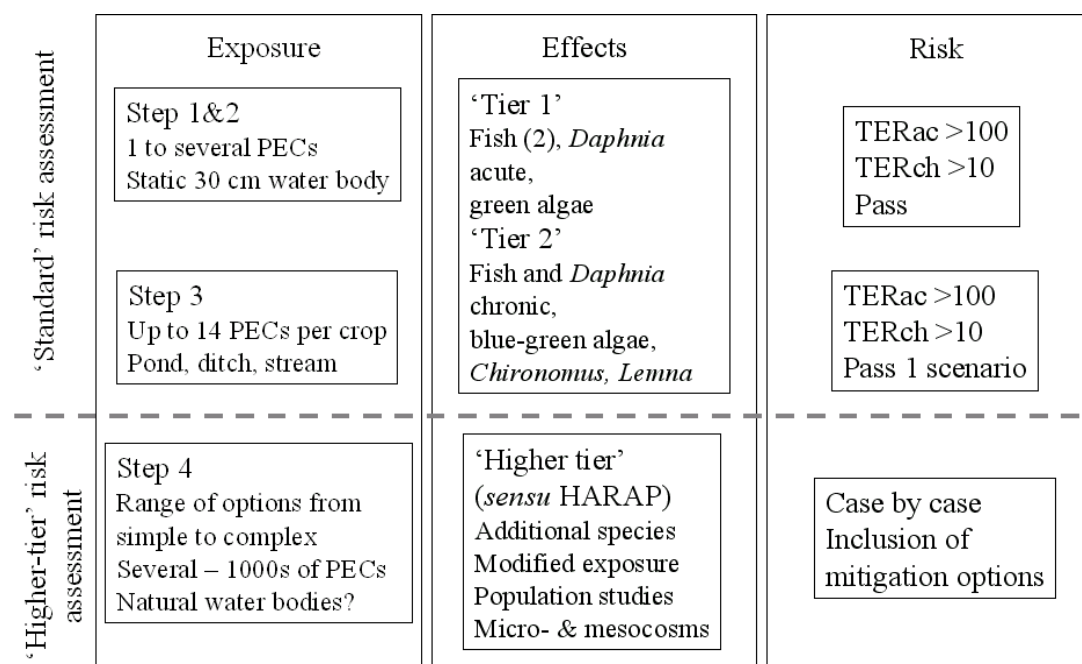 ‘Standard’ risk assessment
Exposure
Step 1&2
1 to several PECs
Static 30 cm water body
Step 3
Up to 14 PECs per crop
Pond, ditch, stream
Effects
‘Tier 1’
Fish (2), Daphnia
acute,
green algae
‘Tier 2’
Fish and Daphnia
chronic,
blue-green algae,
Chironomus, Lemna
Risk
TERac >100
TERch >10
Pass
TERac >100
TERch >10
Pass 1 scenario
‘Higher-tier’ risk
assessment
Step 4
Range of options from
simple to complex
Several – 1000s of PECs
Natural water bodies?
‘Higher tier’
(sensu HARAP)
Additional species
Modified exposure
Population studies
Micro- & mesocosms
Case by case
Inclusion of
mitigation options